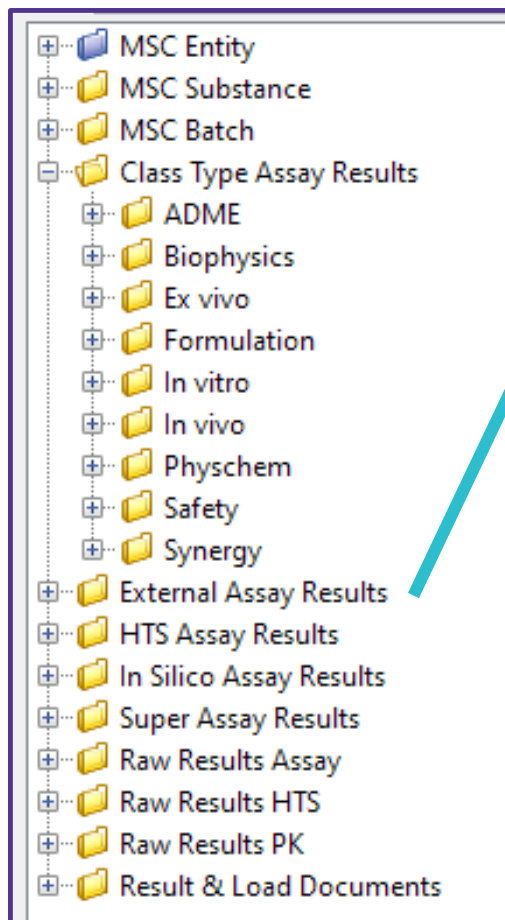 MSC Entity
MSC Substance
MSC Batch
Class Type Assay Results
ADME
Biophysics
Ex vivo
Formulation
In vitro
In vivo
Physchem
Safety
Synergy
External Assay Results
HTS Assay Results
In Silico Assay Results
Super Assay Results
Raw Results Assay
Raw Results HTS
Raw Results PK
Result & Load Documents